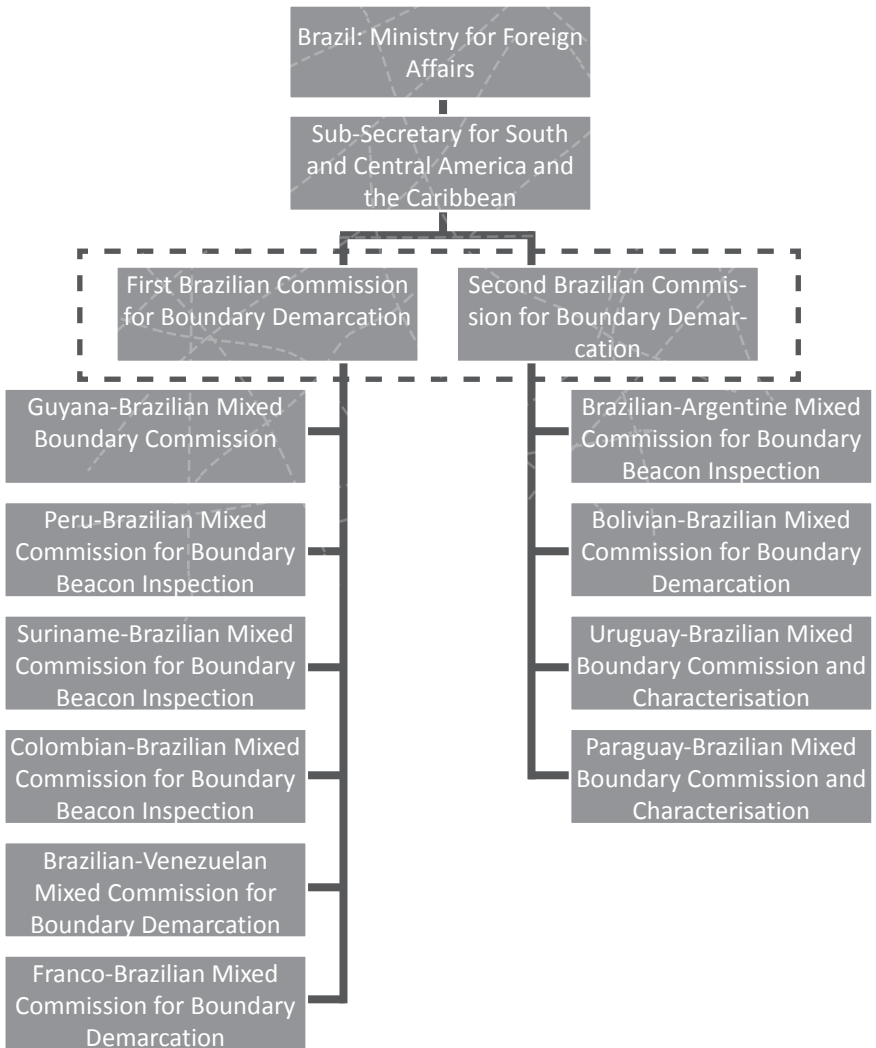 Brazil: Ministry for Foreign
Affairs
Sub-Secretary for South
and Central America and
the Caribbean
First Brazilian Commission
for Boundary Demarcation
Second Brazilian Commis-
sion for Boundary Demar-
cation
Guyana-Brazilian Mixed
Boundary Commission
Peru-Brazilian Mixed
Commission for Boundary
Beacon Inspection
Suriname-Brazilian Mixed
Commission for Boundary
Beacon Inspection
Colombian-Brazilian Mixed
Commission for Boundary
Beacon Inspection
Brazilian-Venezuelan
Mixed Commission for
Boundary Demarcation
Franco-Brazilian Mixed
Commission for Boundary
Demarcation
Brazilian-Argentine Mixed
Commission for Boundary
Beacon Inspection
Bolivian-Brazilian Mixed
Commission for Boundary
Demarcation
Uruguay-Brazilian Mixed
Boundary Commission and
Characterisation
Paraguay-Brazilian Mixed
Boundary Commission and
Characterisation